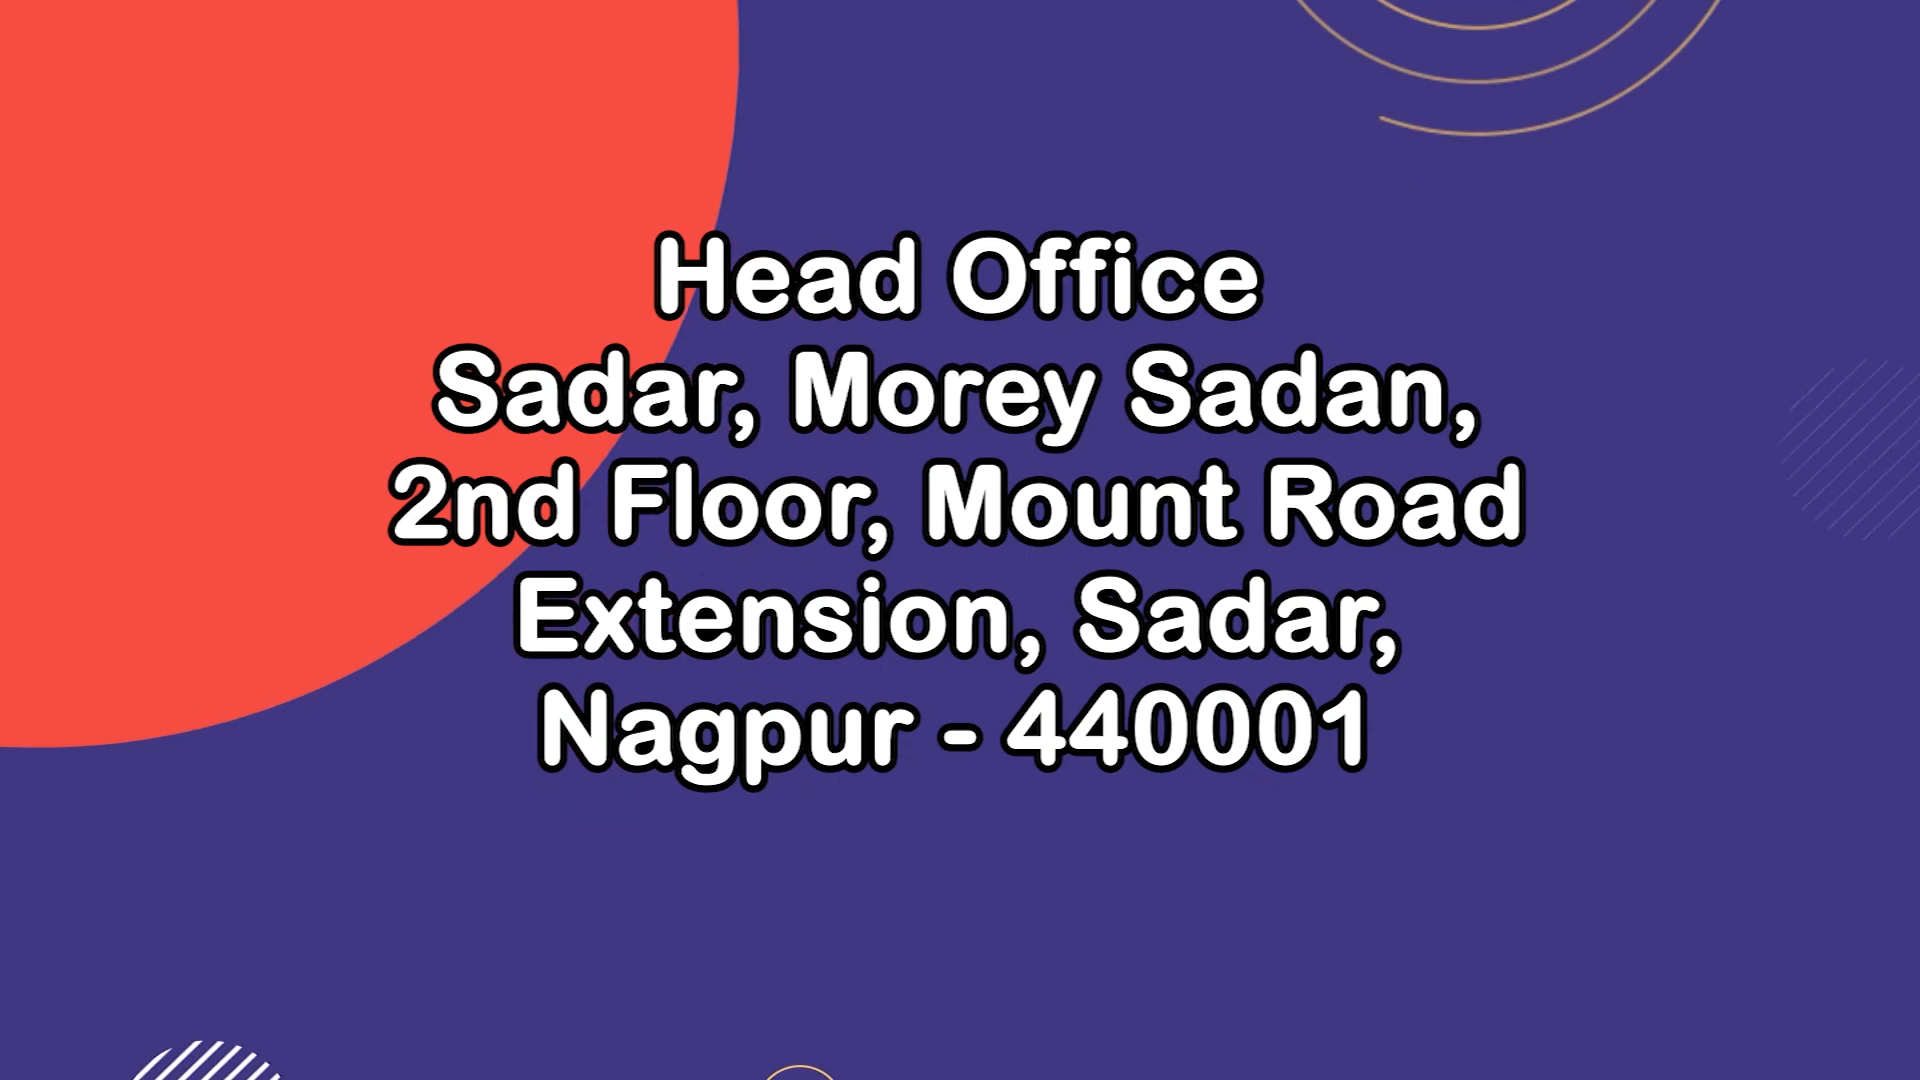 Head Office
Sadar, Morey Sadan,
2nd Floor, Mount Road
Extension, Sadar,
Nagpur - 440001